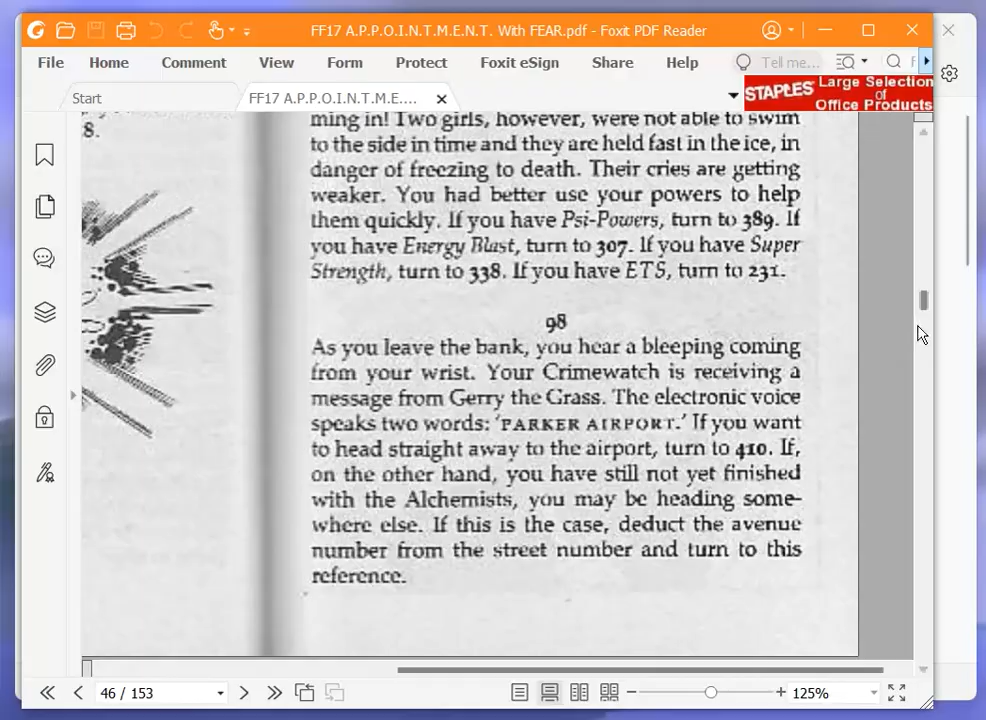 FF17 A.P.P.O.I.N.T.M.E.N.T. With FEAR.pdf - Foxit PDF Reader
File Home Comment View Form Protect Foxit eSign Share Help Tell me... F
Start FF17 A.P.P.O.I.N.T.M.E.... STAPLES Large Selection
of
Office Products
8.
ming in! Two girls, however, were not able to swim
to the side in time and they are held fast in the ice, in
danger of freezing to death. Their cries are getting
weaker. You had better use your powers to help
them quickly. If you have Psi-Powers, turn to 389. If
you have Energy Blast, turn to 307. If you have Super
Strength, turn to 338. If you have ETS, turn to 231.
98
As you leave the bank, you hear a bleeping coming
from your wrist. Your Crimewatch is receiving a
message from Gerry the Grass. The electronic voice
speaks two words: 'PARKER AIRPORT.' If you want
to head straight away to the airport, turn to 410. If,
on the other hand, you have still not yet finished
with the Alchemists, you may be heading some-
where else. If this is the case, deduct the avenue
number from the street number and turn to this
reference.
46 / 153 125%